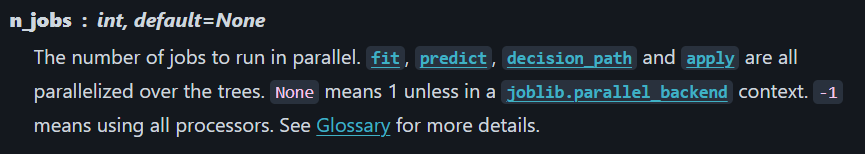 n_jobs : int, default=None
The number of jobs to run in parallel. fit, predict, decision_path and apply are all
parallelized over the trees. None means 1 unless in a joblib.parallel_backend context. -1
means using all processors. See Glossary for more details.